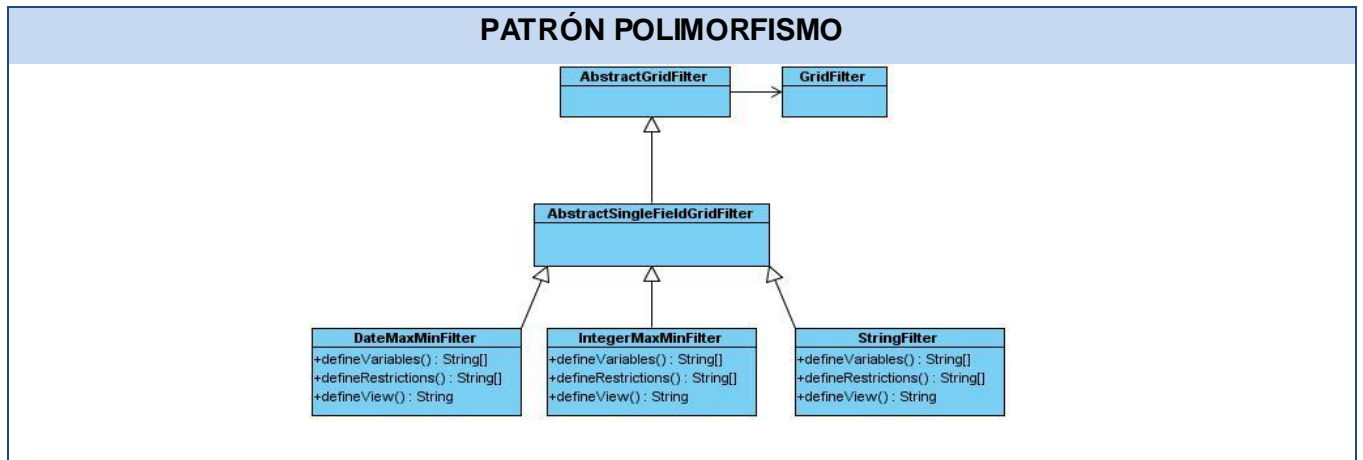 PATRÓN POLIMORFISMO
AbstractGridFilter
GridFilter
AbstractSingleFieldGridFilter
DateMaxMinFilter
+defineVariables() : String[]
+defineRestrictions() : String[]
+defineView() : String
IntegerMaxMinFilter
+defineVariables() : String[]
+defineRestrictions() : String[]
+defineView() : String
StringFilter
+defineVariables() : String[]
+defineRestrictions() : String[]
+defineView() : String